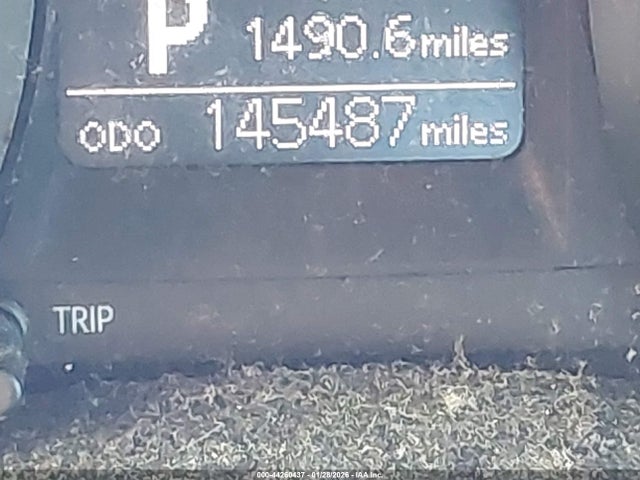 P 1490.6 miles
ODO 145487 miles
TRIP
000-44260437 - 01/28/2026 - IAA Inc.